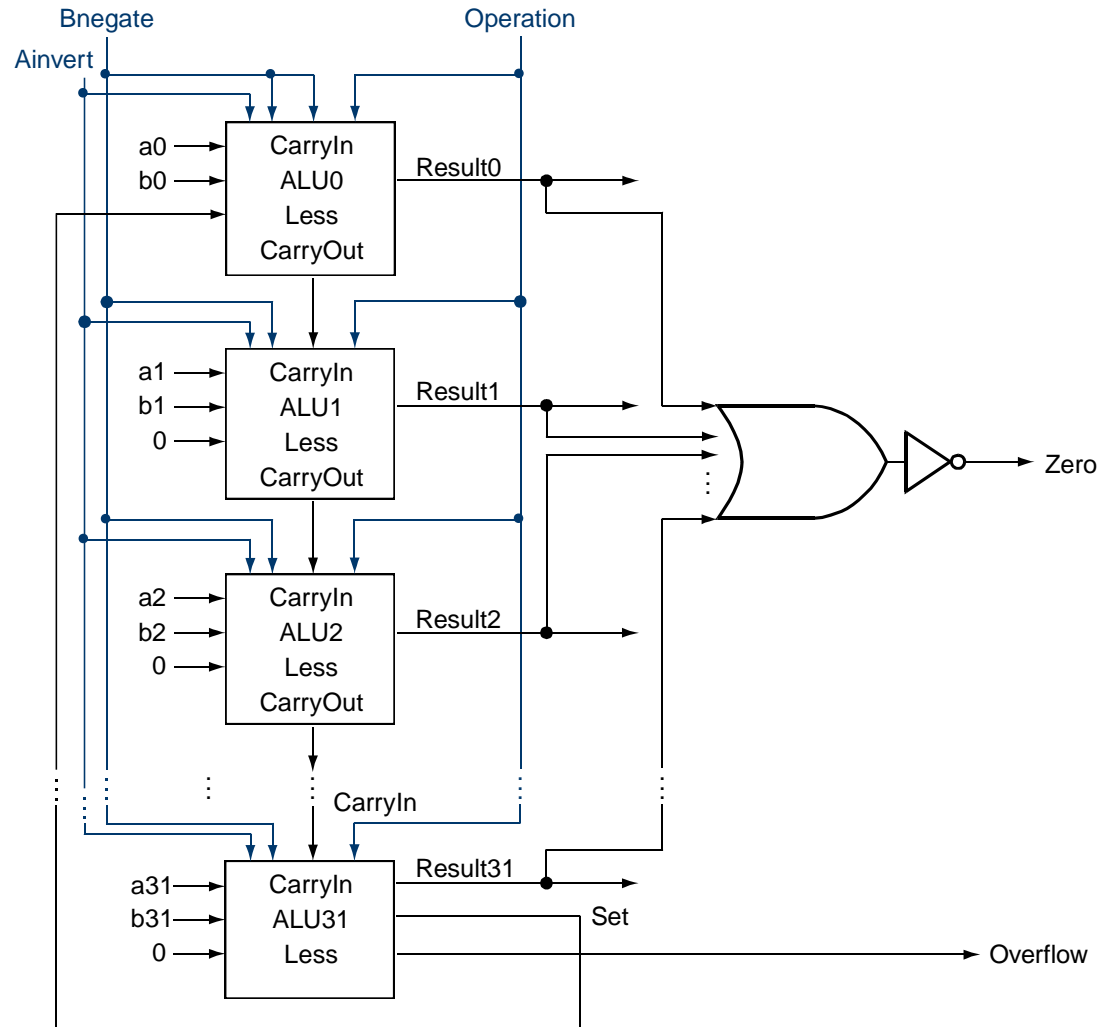 Bnegate
Operation
Ainvert
a0
CarryIn
Result0
b0
ALU0
Less
CarryOut
a1
CarryIn
Result1
b1
ALU1
0
Less
CarryOut
Zero
a2
CarryIn
Result2
b2
ALU2
0
Less
CarryOut
CarryIn
a31
CarryIn
Result31
b31
ALU31
Set
0
Less
Overflow